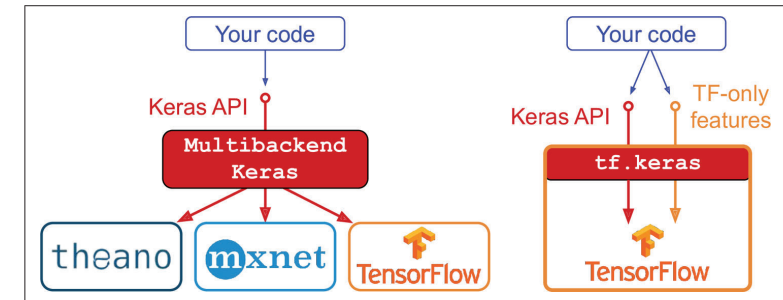 Your code
Keras API
Multibackend
Keras
theano
mxnet
TensorFlow
Your code
Keras API
TF-only
features
tf.keras
TensorFlow